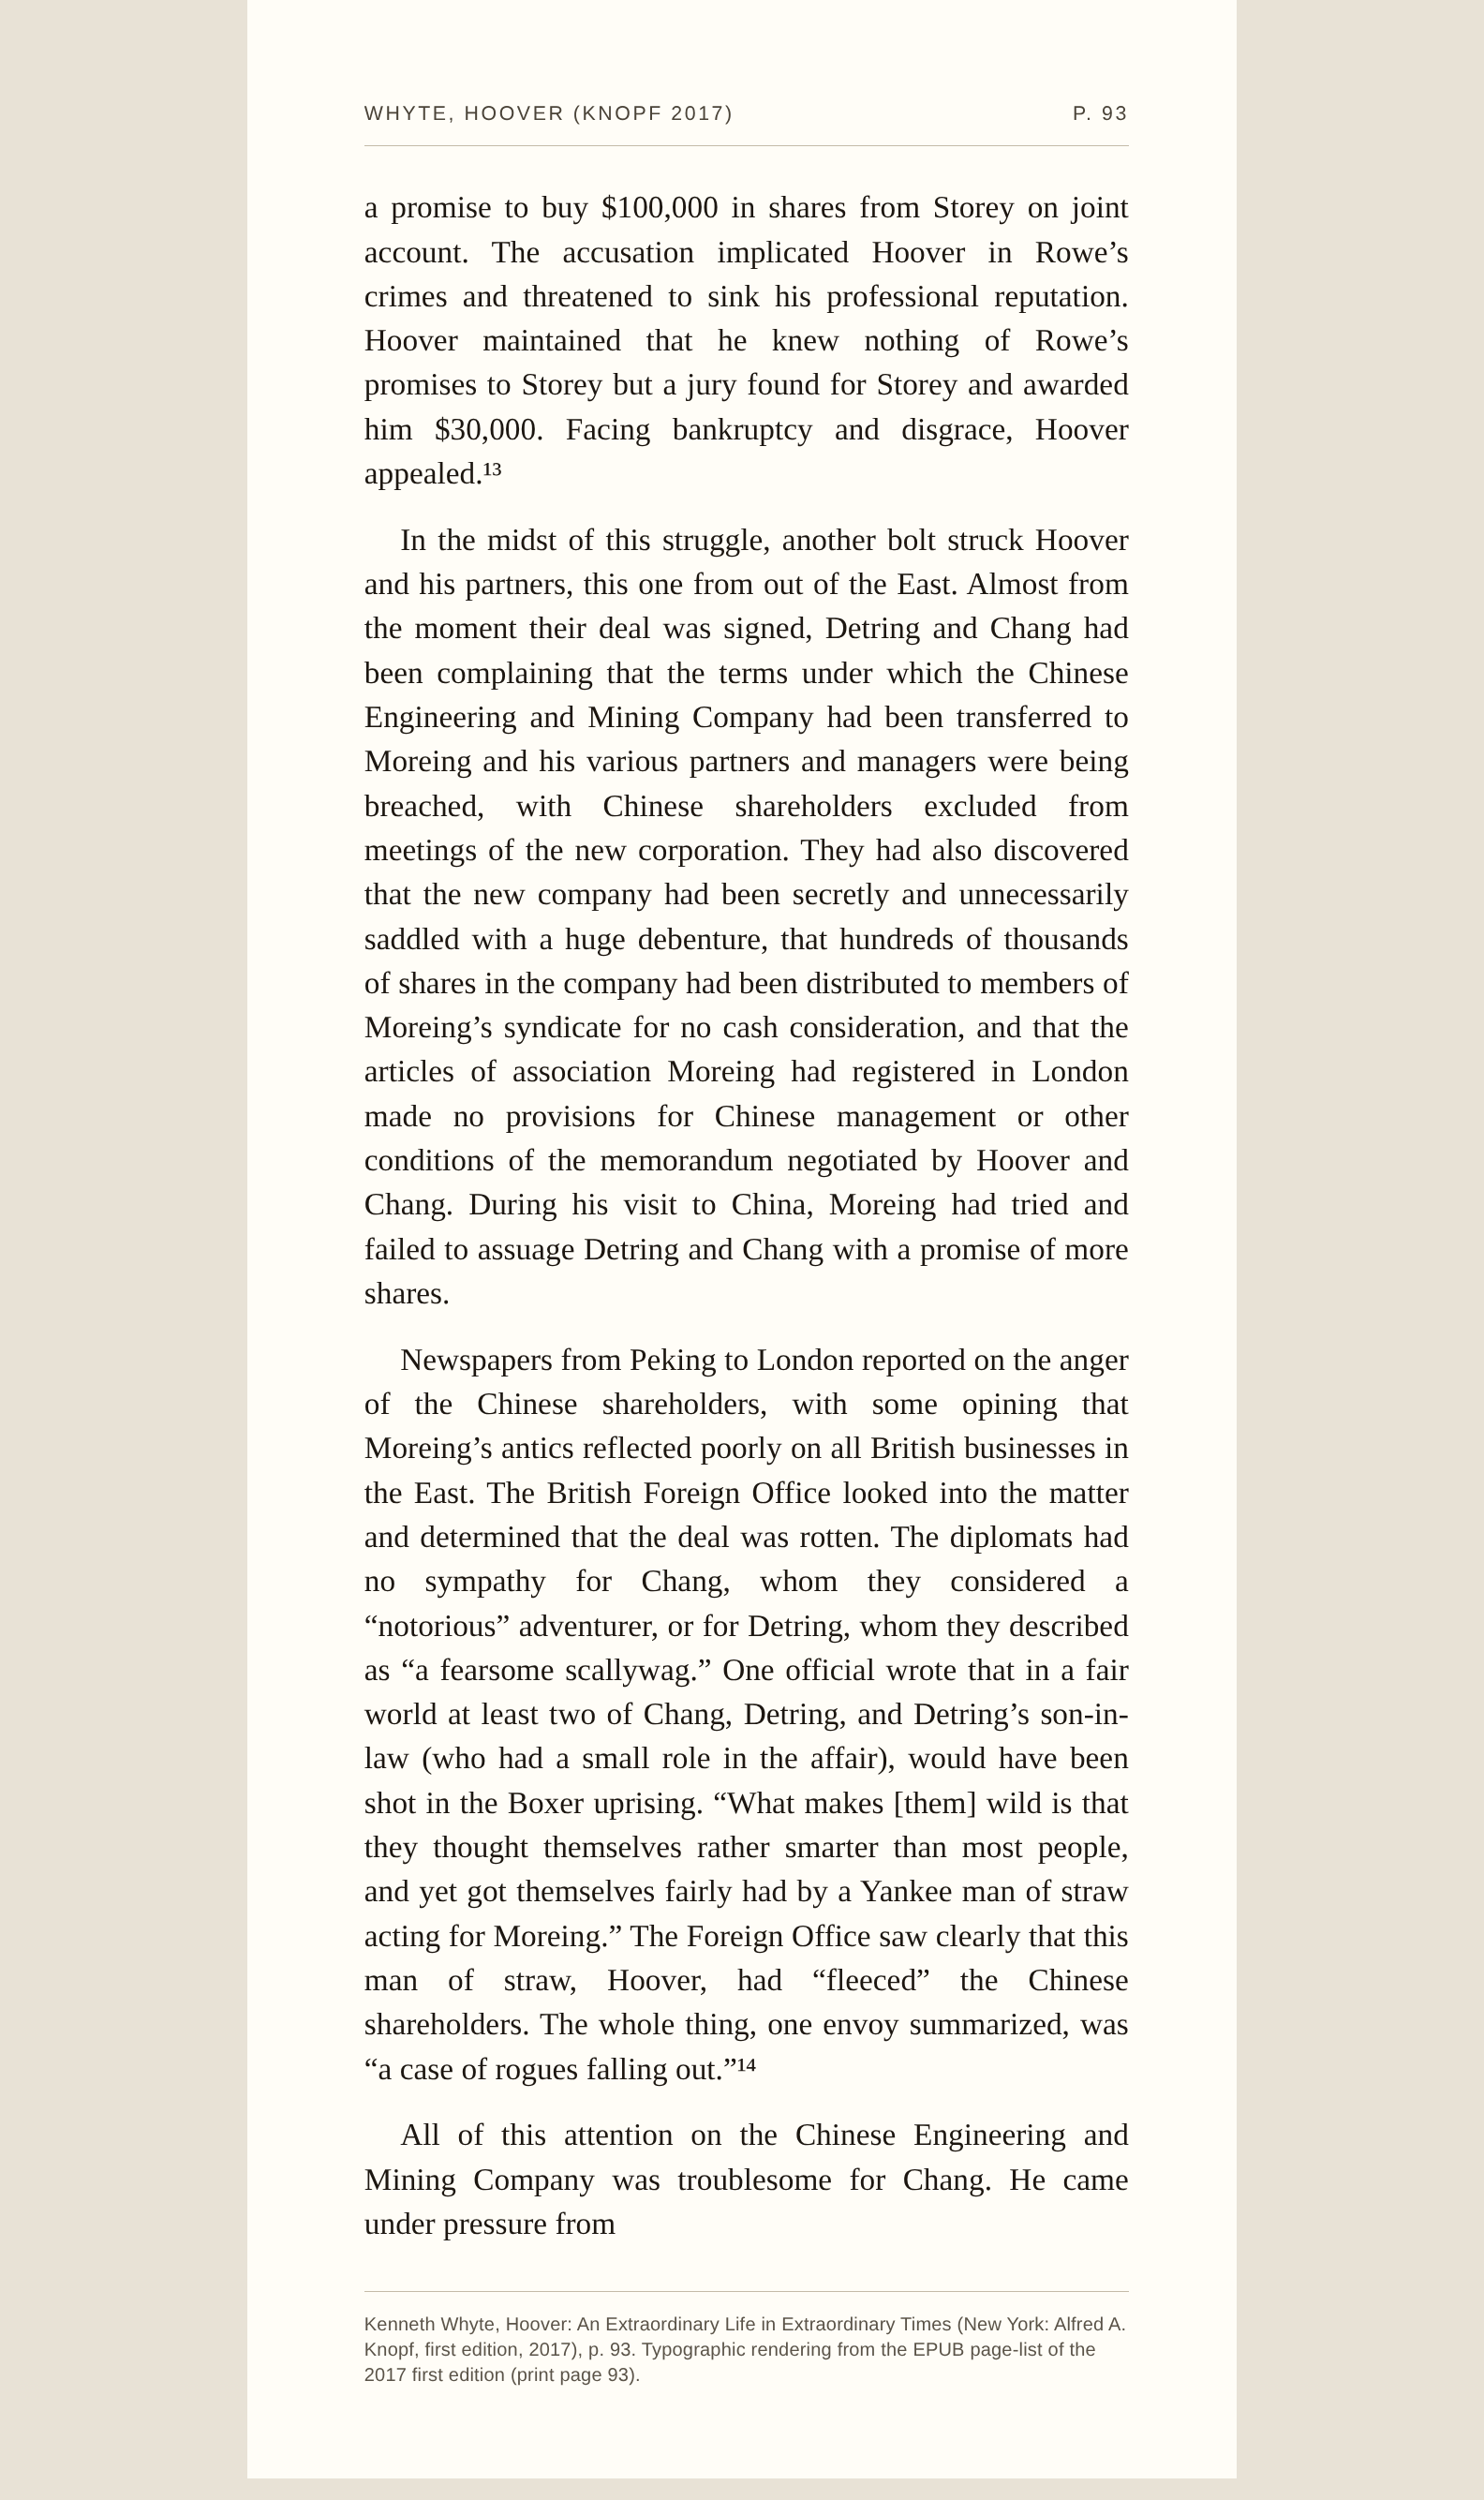 WHYTE, HOOVER (KNOPF 2017) P. 93
a promise to buy $100,000 in shares from Storey on joint
account. The accusation implicated Hoover in Rowe’s
crimes and threatened to sink his professional reputation.
Hoover maintained that he knew nothing of Rowe’s
promises to Storey but a jury found for Storey and awarded
him $30,000. Facing bankruptcy and disgrace, Hoover
appealed.¹³
In the midst of this struggle, another bolt struck Hoover
and his partners, this one from out of the East. Almost from
the moment their deal was signed, Detring and Chang had
been complaining that the terms under which the Chinese
Engineering and Mining Company had been transferred to
Moreing and his various partners and managers were being
breached, with Chinese shareholders excluded from
meetings of the new corporation. They had also discovered
that the new company had been secretly and unnecessarily
saddled with a huge debenture, that hundreds of thousands
of shares in the company had been distributed to members of
Moreing’s syndicate for no cash consideration, and that the
articles of association Moreing had registered in London
made no provisions for Chinese management or other
conditions of the memorandum negotiated by Hoover and
Chang. During his visit to China, Moreing had tried and
failed to assuage Detring and Chang with a promise of more
shares.
Newspapers from Peking to London reported on the anger
of the Chinese shareholders, with some opining that
Moreing’s antics reflected poorly on all British businesses in
the East. The British Foreign Office looked into the matter
and determined that the deal was rotten. The diplomats had
no sympathy for Chang, whom they considered a
“notorious” adventurer, or for Detring, whom they described
as “a fearsome scallywag.” One official wrote that in a fair
world at least two of Chang, Detring, and Detring’s son-in-
law (who had a small role in the affair), would have been
shot in the Boxer uprising. “What makes [them] wild is that
they thought themselves rather smarter than most people,
and yet got themselves fairly had by a Yankee man of straw
acting for Moreing.” The Foreign Office saw clearly that this
man of straw, Hoover, had “fleeced” the Chinese
shareholders. The whole thing, one envoy summarized, was
“a case of rogues falling out.”¹⁴
All of this attention on the Chinese Engineering and
Mining Company was troublesome for Chang. He came
under pressure from
Kenneth Whyte, Hoover: An Extraordinary Life in Extraordinary Times (New York: Alfred A.
Knopf, first edition, 2017), p. 93. Typographic rendering from the EPUB page-list of the
2017 first edition (print page 93).